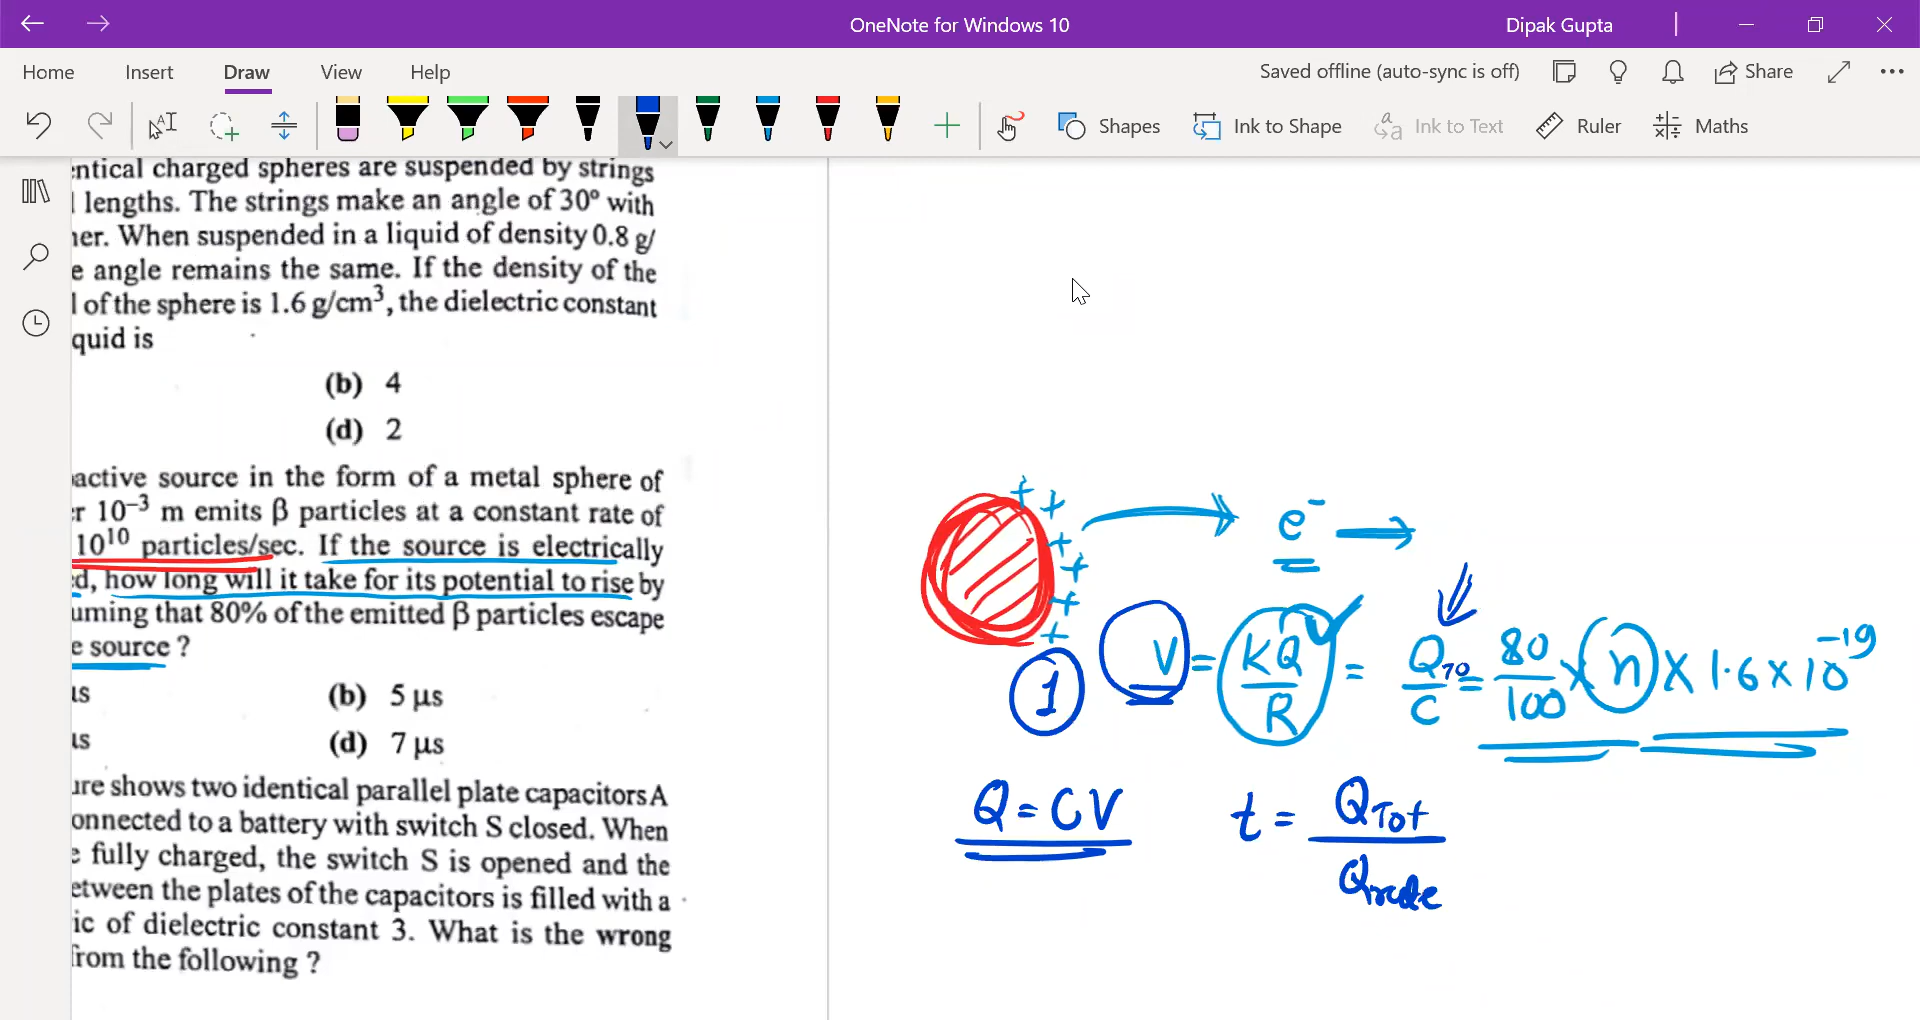 OneNote for Windows 10
Dipak Gupta
Home Insert Draw View Help
Saved offline (auto-sync is off) Share
Shapes Ink to Shape Ink to Text Ruler Maths
entical charged spheres are suspended by strings
l lengths. The strings make an angle of 30° with
her. When suspended in a liquid of density 0.8 g/
e angle remains the same. If the density of the
l of the sphere is 1.6 g/cm³, the dielectric constant
quid is
(b) 4
(d) 2
active source in the form of a metal sphere of
r 10⁻³ m emits β particles at a constant rate of
10¹⁰ particles/sec. If the source is electrically
d, how long will it take for its potential to rise by
uming that 80% of the emitted β particles escape
e source ?
us (b) 5 μs
us (d) 7 μs
ure shows two identical parallel plate capacitors A
onnected to a battery with switch S closed. When
e fully charged, the switch S is opened and the
etween the plates of the capacitors is filled with a
ic of dielectric constant 3. What is the wrong
from the following ?
+ + + + + +
e⁻
1
V = KQ/R = Q/C
To = 80/100 × n × 1.6 × 10⁻¹⁹
Q = CV
t = QTot/Qrate